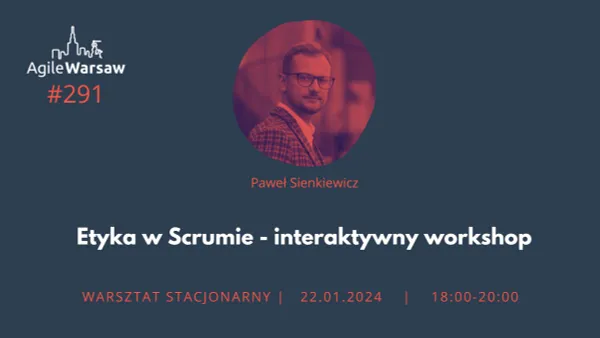 AgileWarsaw
#291
Paweł Sienkiewicz
Etyka w Scrumie - interaktywny workshop
WARSZTAT STACJONARNY | 22.01.2024 | 18:00-20:00